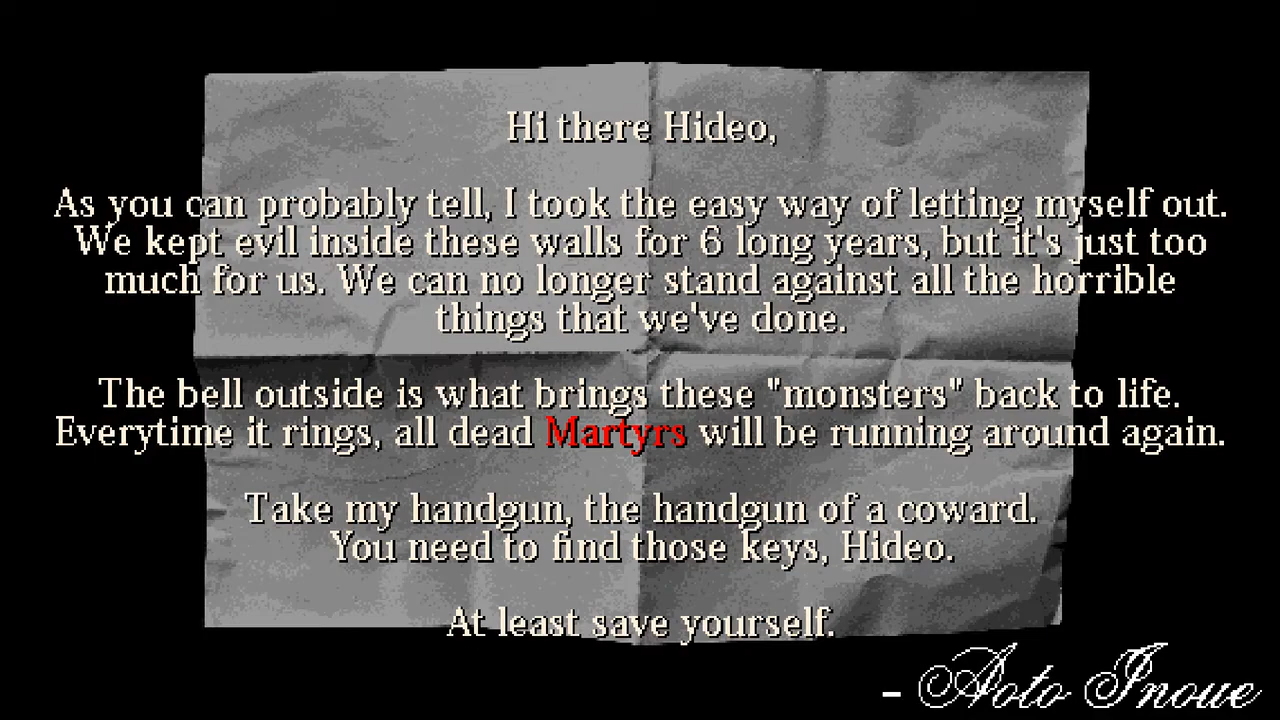 Hi there Hideo,
As you can probably tell, I took the easy way of letting myself out.
We kept evil inside these walls for 6 long years, but it's just too
much for us. We can no longer stand against all the horrible
things that we've done.
The bell outside is what brings these "monsters" back to life.
Everytime it rings, all dead Martyrs will be running around again.
Take my handgun, the handgun of a coward.
You need to find those keys, Hideo.
At least save yourself.
- Aoto Inoue